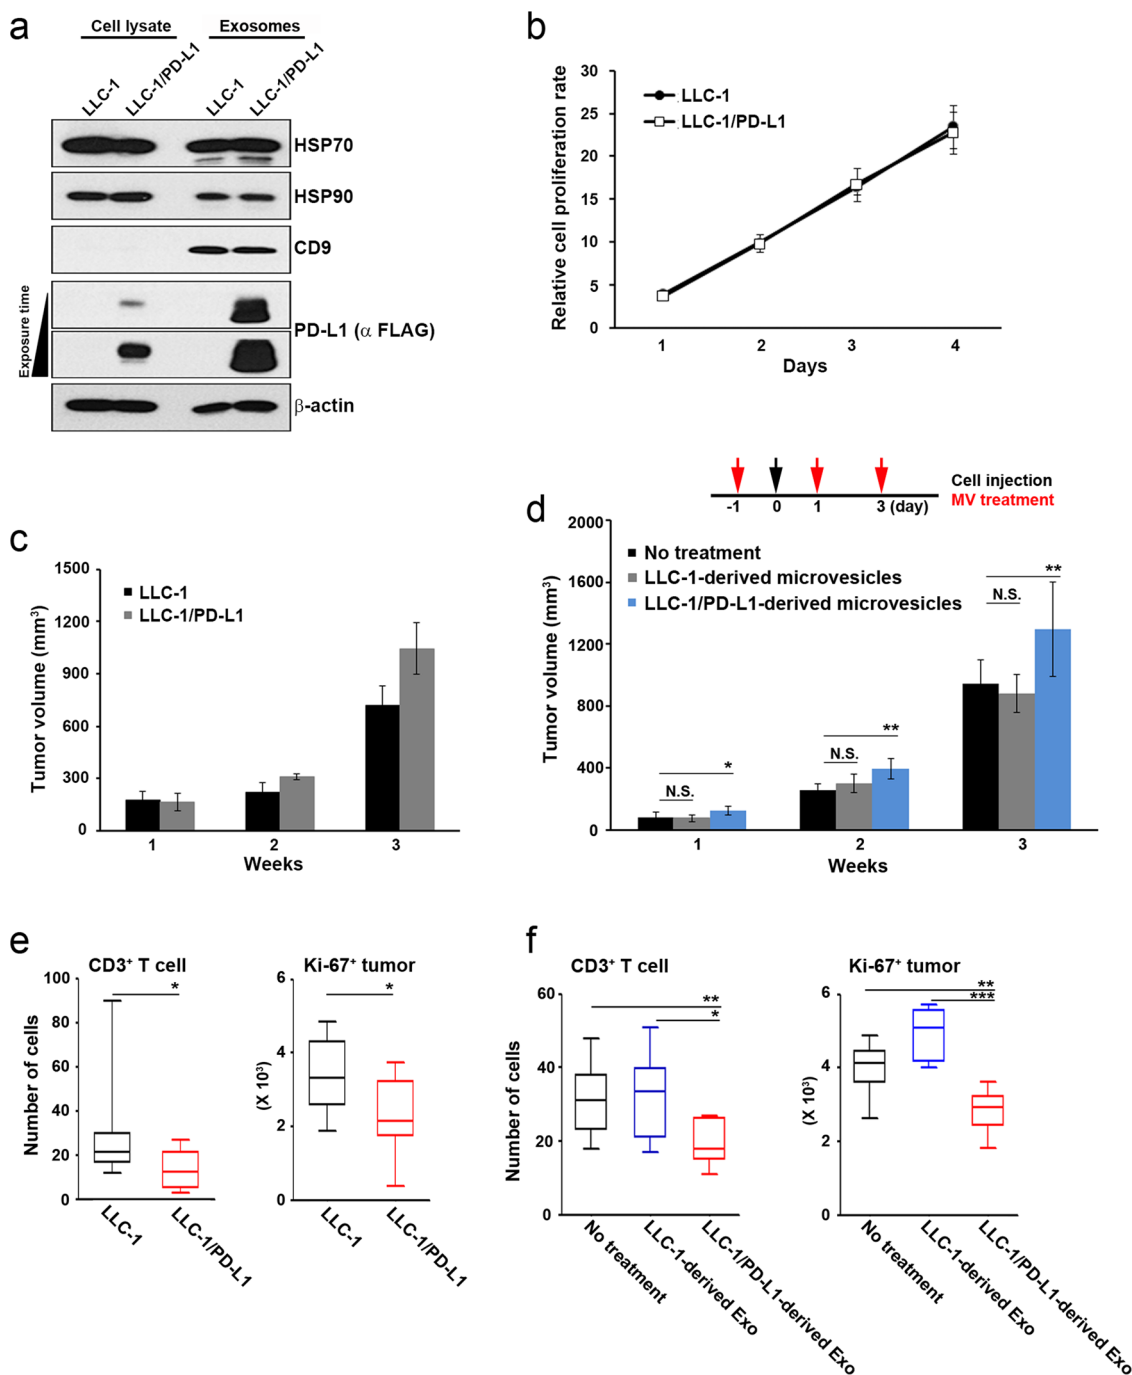 a
Cell lysate Exosomes
LLC-1 LLC-1/PD-L1 LLC-1 LLC-1/PD-L1
HSP70
HSP90
CD9
Exposure time
PD-L1 (α FLAG)
β-actin
b
Relative cell proliferation rate
30
25
20
15
10
5
0
LLC-1
LLC-1/PD-L1
1 2 3 4
Days
c
Tumor volume (mm³)
1500
1200
900
600
300
0
LLC-1
LLC-1/PD-L1
1 2 3
Weeks
d
-1 0 1 3 (day)
Cell injection
MV treatment
Tumor volume (mm³)
2000
1600
1200
800
400
0
No treatment
LLC-1-derived microvesicles
LLC-1/PD-L1-derived microvesicles
N.S. *
N.S. **
N.S. **
1 2 3
Weeks
e
CD3⁺ T cell
Number of cells
100
80
60
40
20
0
*
LLC-1 LLC-1/PD-L1
Ki-67⁺ tumor
(X 10³)
6
4
2
0
*
LLC-1 LLC-1/PD-L1
f
CD3⁺ T cell
Number of cells
60
40
20
0
**
*
No treatment
LLC-1-derived Exo
LLC-1/PD-L1-derived Exo
Ki-67⁺ tumor
(X 10³)
6
4
2
0
**
***
No treatment
LLC-1-derived Exo
LLC-1/PD-L1-derived Exo